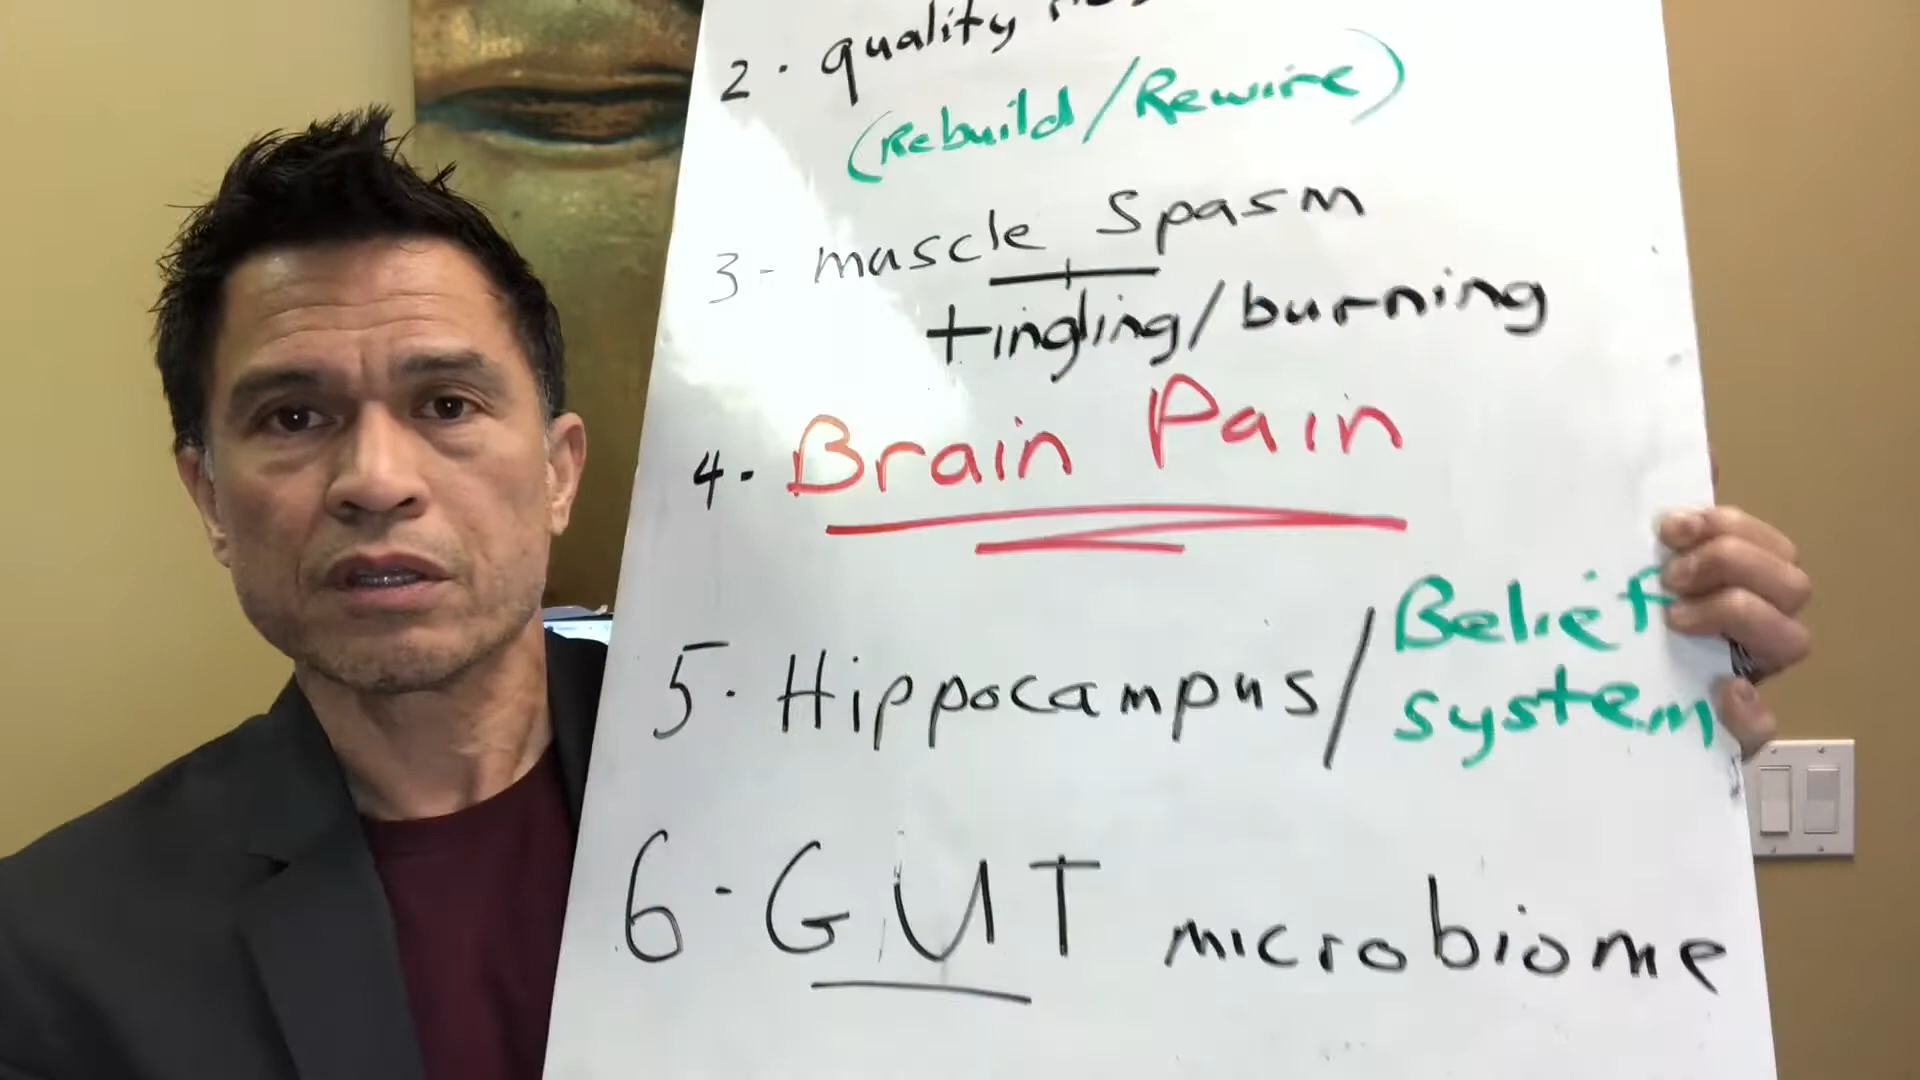 2. quality
(Rebuild/Rewire)
3- muscle Spasm
+
tingling/burning
4. Brain Pain
5. Hippocampus/Belief
system
6. GUT microbiome